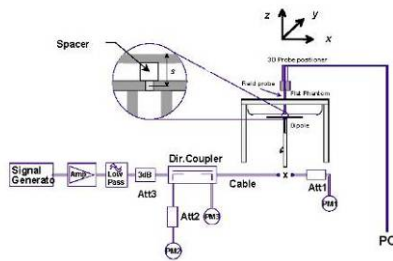 z
y
x
Spacer
s
3D Probe positioner
Field probe
Flat Phantom
Dipole
Signal
Generato
Amp
Low
Pass
3dB
Att3
Dir.Coupler
Cable
x
Att1
PM1
Att2
PM3
PM2
PC